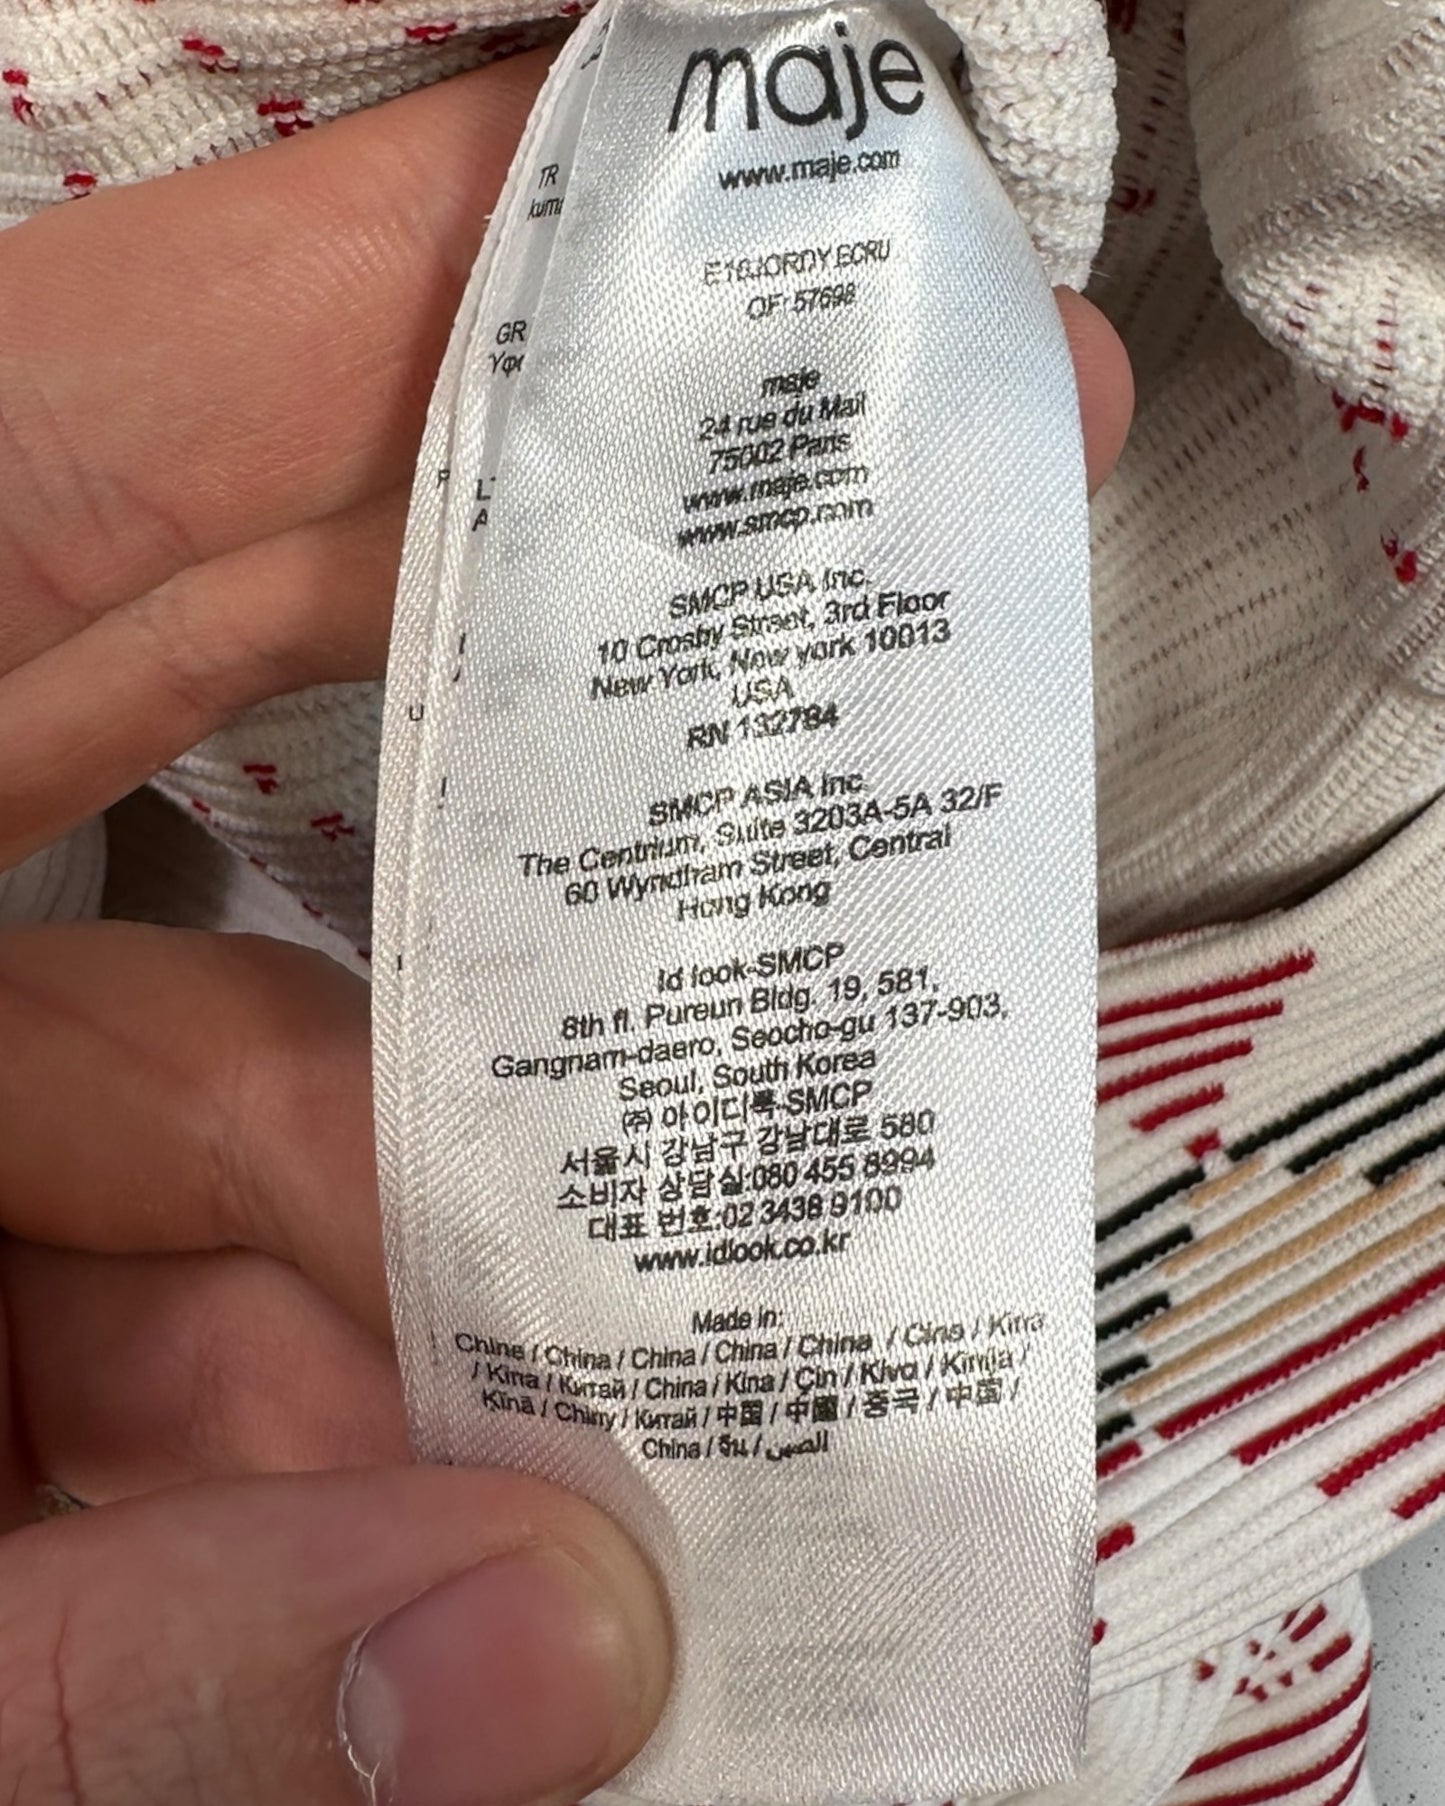 maje
www.maje.com
E16JORDY ECRU
OF: 57698
maje
24 rue du Mail
75002 Paris
www.maje.com
www.smcp.com
SMCP USA Inc.
10 Crosby Street, 3rd Floor
New York, New york 10013
USA
RN 132784
SMCP ASIA Inc.
The Centrium, Suite 3203A-5A 32/F
60 Wyndham Street, Central
Hong Kong
Id look-SMCP
8th fl. Pureun Bldg. 19, 581,
Gangnam-daero, Seocho-gu 137-903,
Seoul, South Korea
㈜ 아이디룩-SMCP
서울시 강남구 강남대로 580
소비자 상담실:080 455 8994
대표 번호:02 3438 9100
www.idlook.co.kr
Made in:
Chine / China / China / China / China / Cina / Kina
/ Kina / Китай / China / Kina / Çin / Κίνα / Kinija /
Ķīnā / Chiny / Китай / 中国 / 中國 / 중국 / 中国 /
China / จีน / الصين
TR
GR